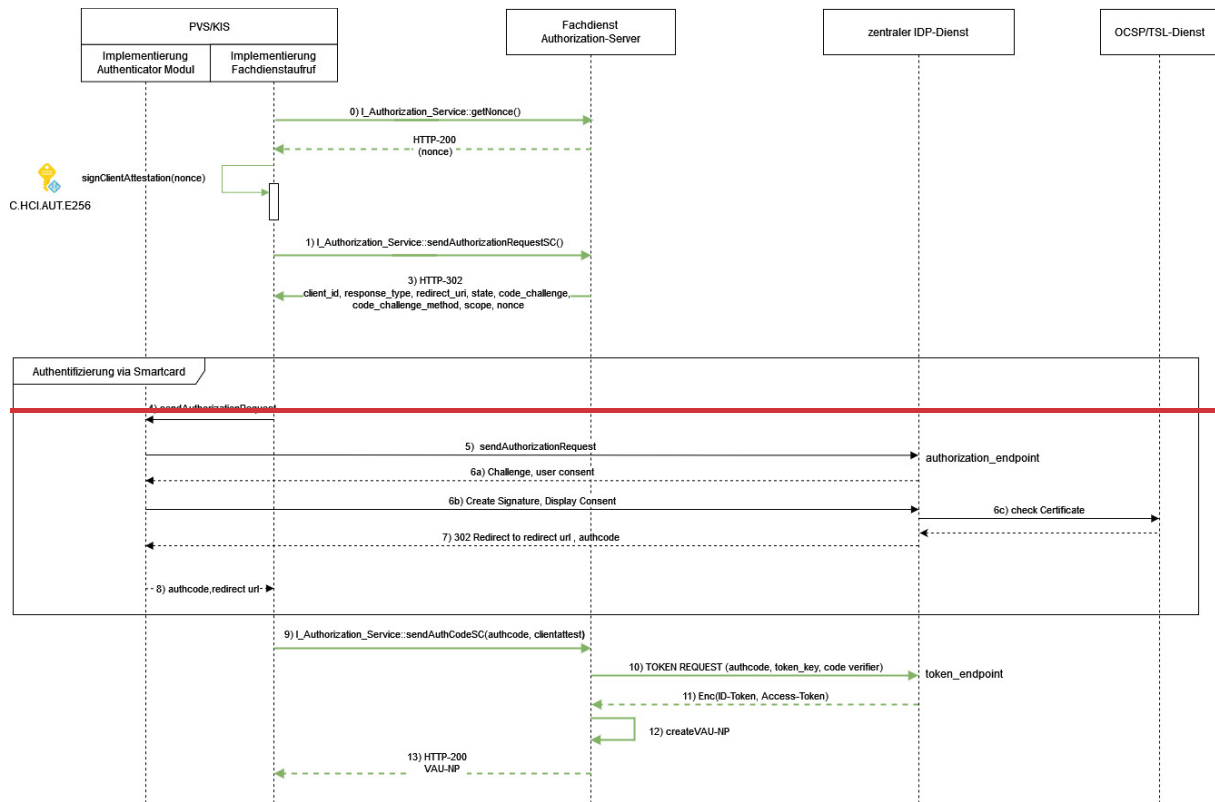 PVS/KIS
Implementierung
Authenticator Modul
Implementierung
Fachdienstaufruf
Fachdienst
Authorization-Server
zentraler IDP-Dienst
OCSP/TSL-Dienst
0) I_Authorization_Service::getNonce()
HTTP-200
(nonce)
signClientAttestation(nonce)
C.HCI.AUT.E256
1) I_Authorization_Service::sendAuthorizationRequestSC()
3) HTTP-302
client_id, response_type, redirect_uri, state, code_challenge,
code_challenge_method, scope, nonce
Authentifizierung via Smartcard
4) sendAuthorizationRequest
5) sendAuthorizationRequest
authorization_endpoint
6a) Challenge, user consent
6b) Create Signature, Display Consent
6c) check Certificate
7) 302 Redirect to redirect url , authcode
8) authcode,redirect url
9) I_Authorization_Service::sendAuthCodeSC(authcode, clientattest)
10) TOKEN REQUEST (authcode, token_key, code verifier)
token_endpoint
11) Enc(ID-Token, Access-Token)
12) createVAU-NP
13) HTTP-200
VAU-NP